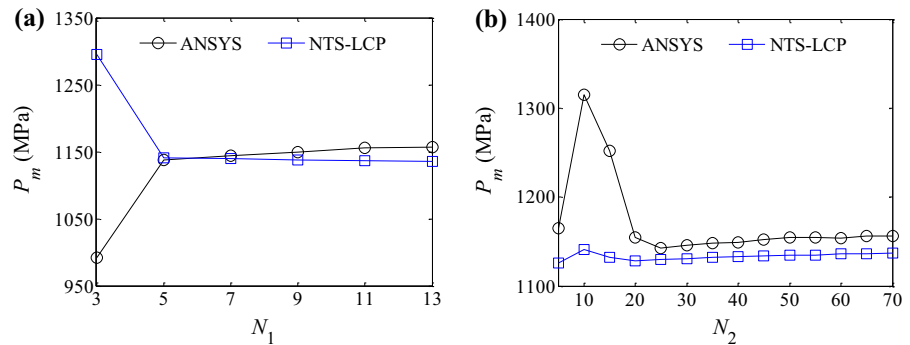 (a)
ANSYS NTS-LCP
P_m (MPa)
1350
1250
1150
1050
950
3 5 7 9 11 13
N_1
(b)
ANSYS NTS-LCP
P_m (MPa)
1400
1300
1200
1100
10 20 30 40 50 60 70
N_2